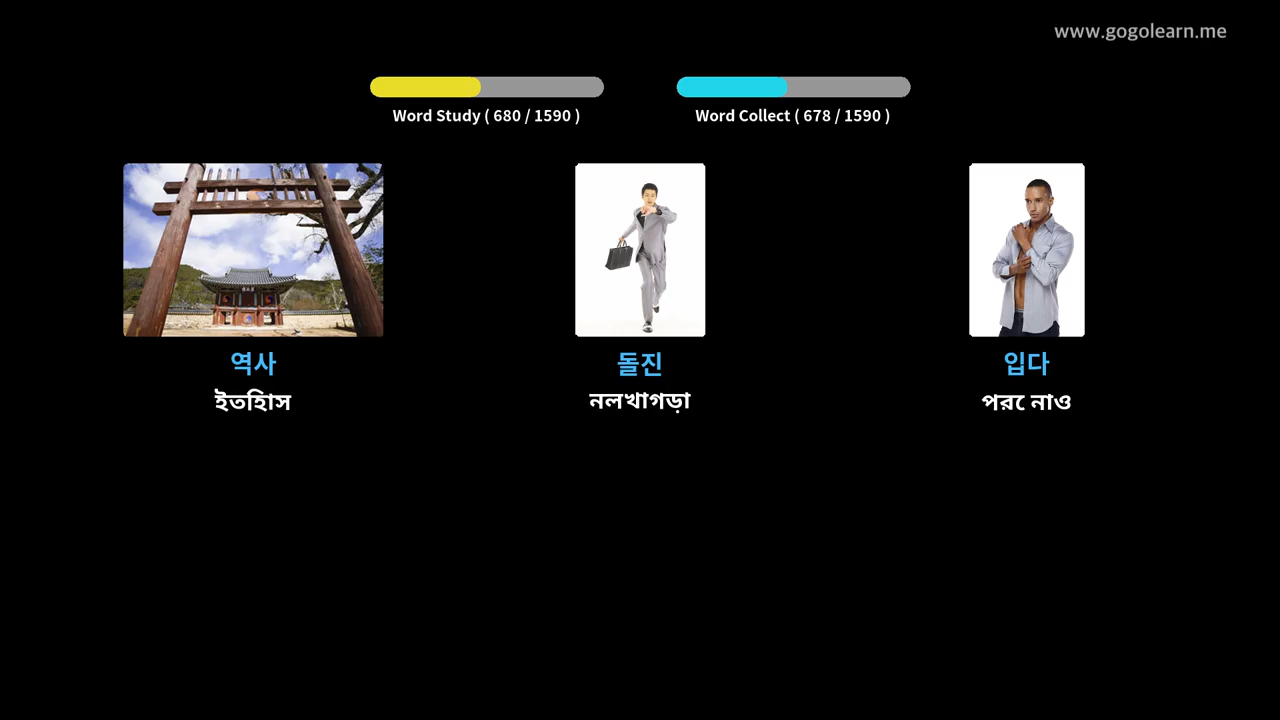 www.gogolearn.me
Word Study ( 680 / 1590 )
Word Collect ( 678 / 1590 )
역사
돌진
입다
ইতিহাস
নলখাগড়া
পরে নাও